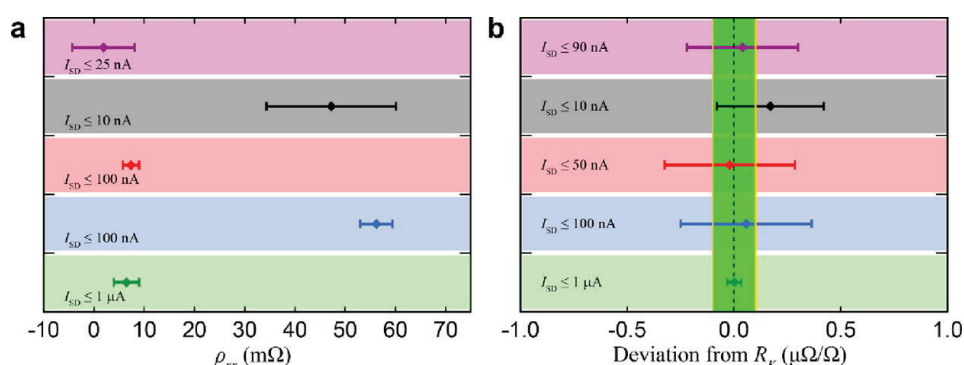 a
I_SD ≤ 25 nA
I_SD ≤ 10 nA
I_SD ≤ 100 nA
I_SD ≤ 100 nA
I_SD ≤ 1 μA
-10 0 10 20 30 40 50 60 70
ρ_xx (mΩ)
b
I_SD ≤ 90 nA
I_SD ≤ 10 nA
I_SD ≤ 50 nA
I_SD ≤ 100 nA
I_SD ≤ 1 μA
-1.0 -0.5 0.0 0.5 1.0
Deviation from R_K (μΩ/Ω)